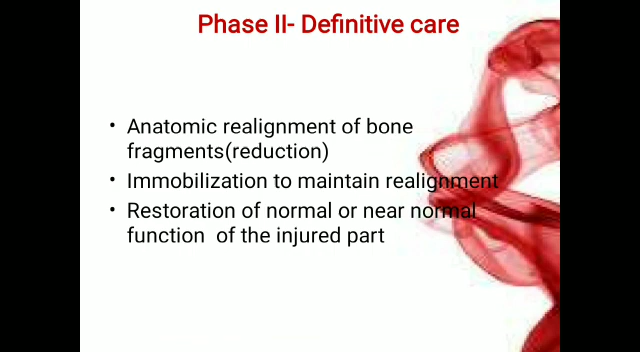 Phase II- Definitive care
• Anatomic realignment of bone
fragments(reduction)
• Immobilization to maintain realignment
• Restoration of normal or near normal
function  of the injured part